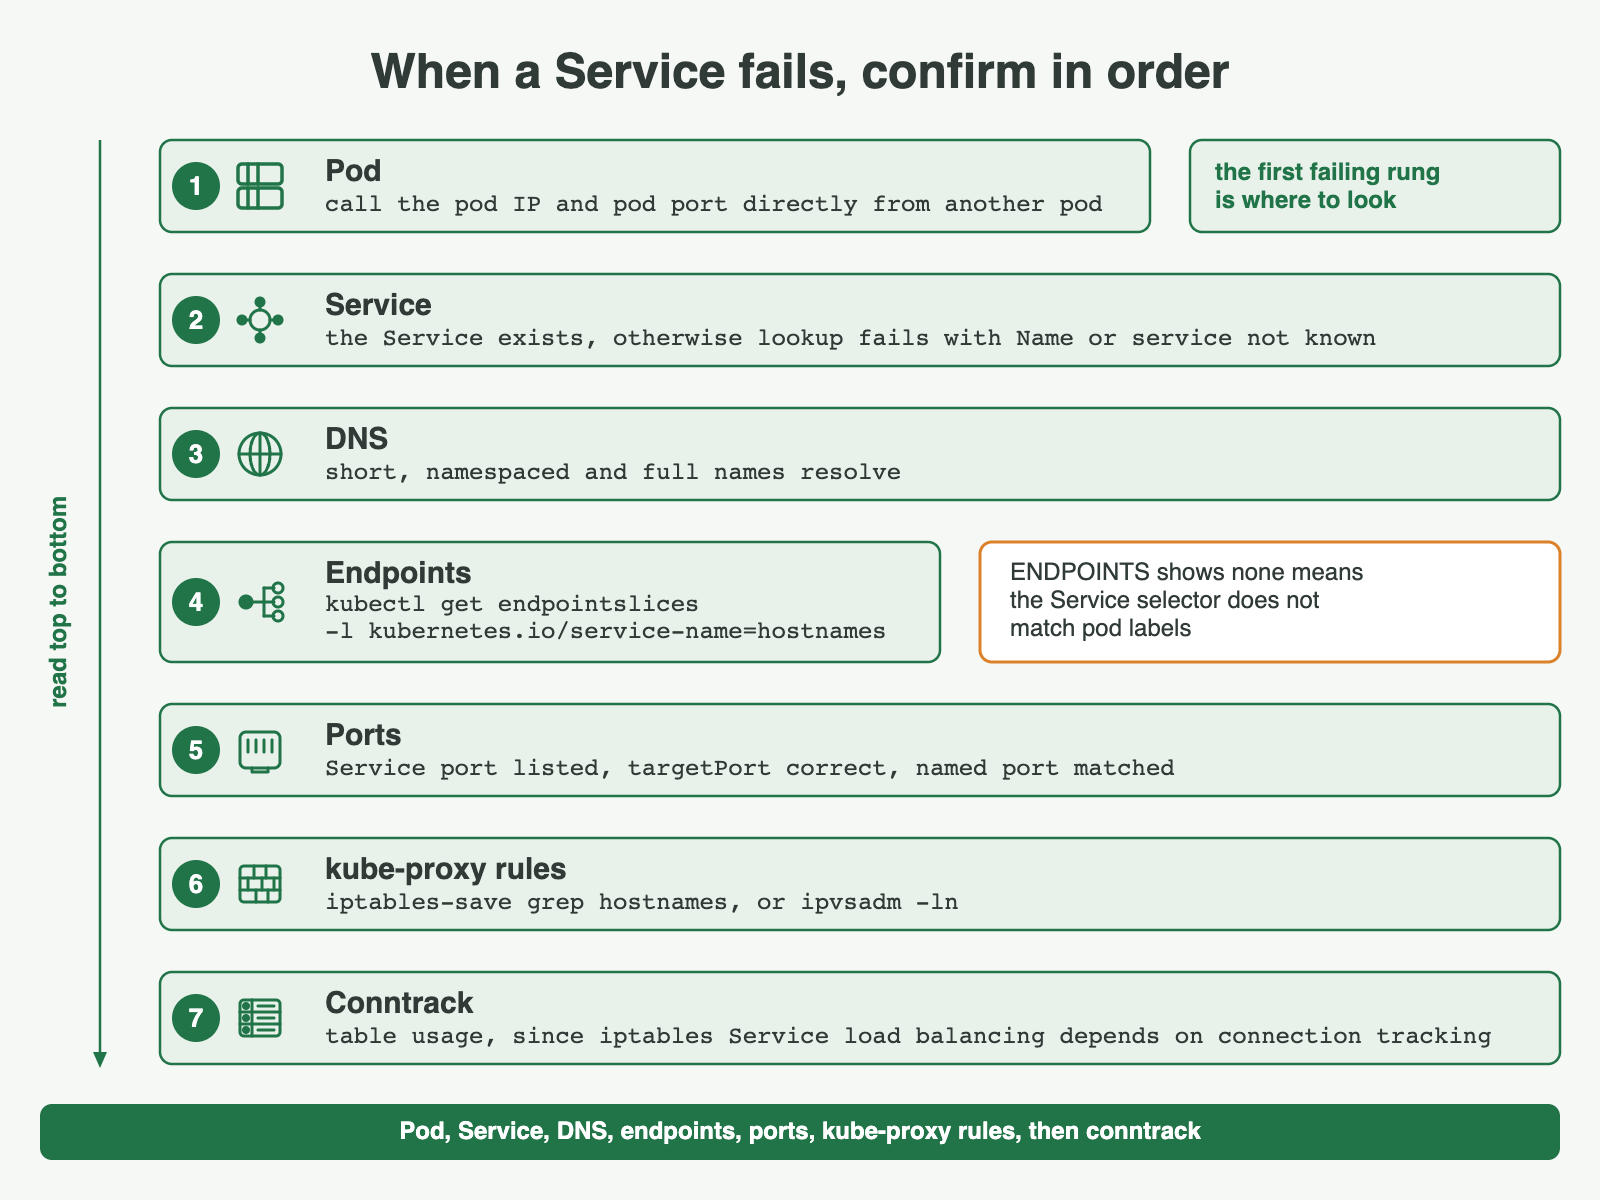 When a Service fails, confirm in order
read top to bottom
1
Pod
call the pod IP and pod port directly from another pod
the first failing rung
is where to look
2
Service
the Service exists, otherwise lookup fails with Name or service not known
3
DNS
short, namespaced and full names resolve
4
Endpoints
kubectl get endpointslices
-l kubernetes.io/service-name=hostnames
ENDPOINTS shows none means
the Service selector does not
match pod labels
5
Ports
Service port listed, targetPort correct, named port matched
6
kube-proxy rules
iptables-save grep hostnames, or ipvsadm -ln
7
Conntrack
table usage, since iptables Service load balancing depends on connection tracking
Pod, Service, DNS, endpoints, ports, kube-proxy rules, then conntrack